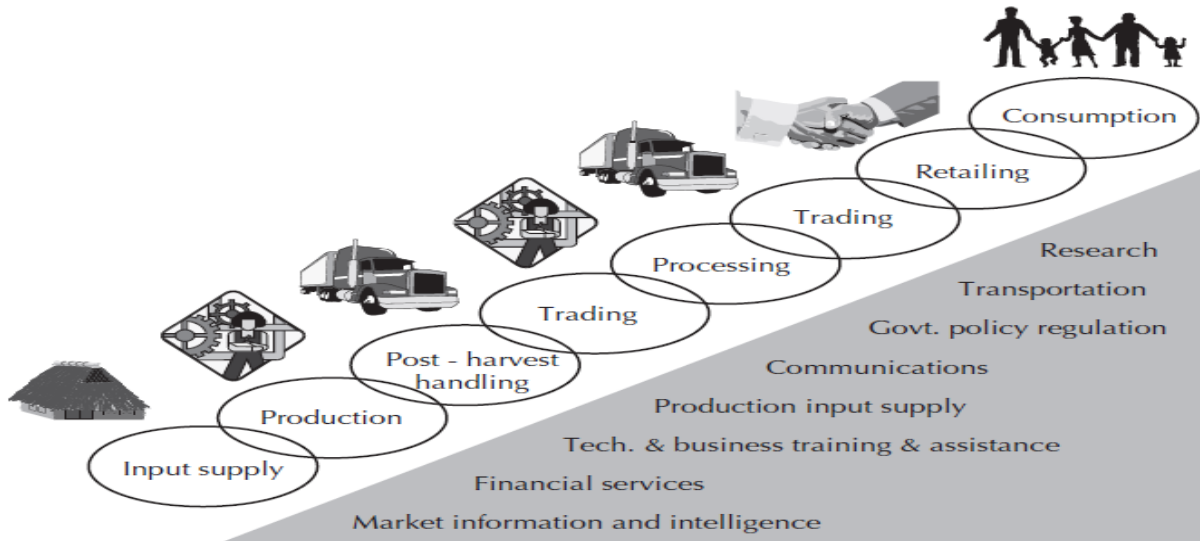 Consumption
Retailing
Trading
Processing
Trading
Post - harvest
handling
Production
Input supply
Research
Transportation
Govt. policy regulation
Communications
Production input supply
Tech. & business training & assistance
Financial services
Market information and intelligence